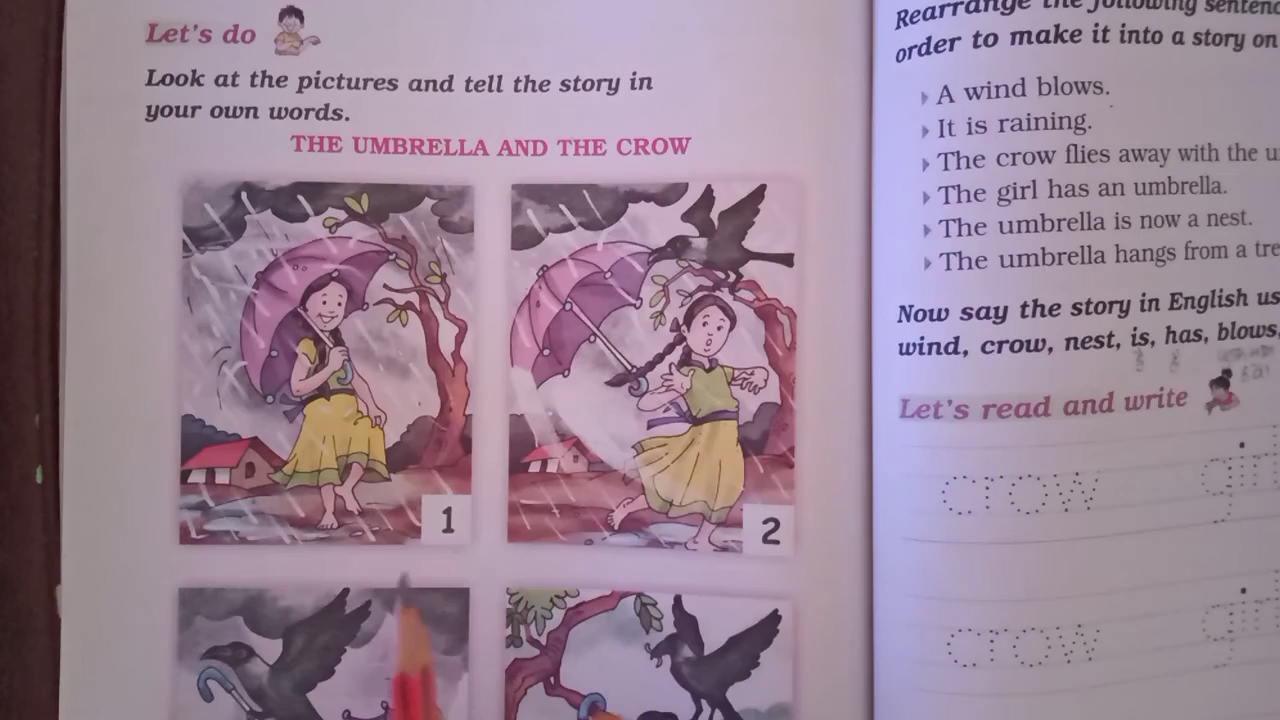 Let's do
Look at the pictures and tell the story in
your own words.
THE UMBRELLA AND THE CROW
1
2
Rearrange the following
order to make it into a story on
A wind blows.
It is raining.
The crow flies away with the
The girl has an umbrella.
The umbrella is now a nest.
The umbrella hangs from a
Now say the story in English
wind, crow, nest, is, has, blows,
Let's read and write
crow
crow